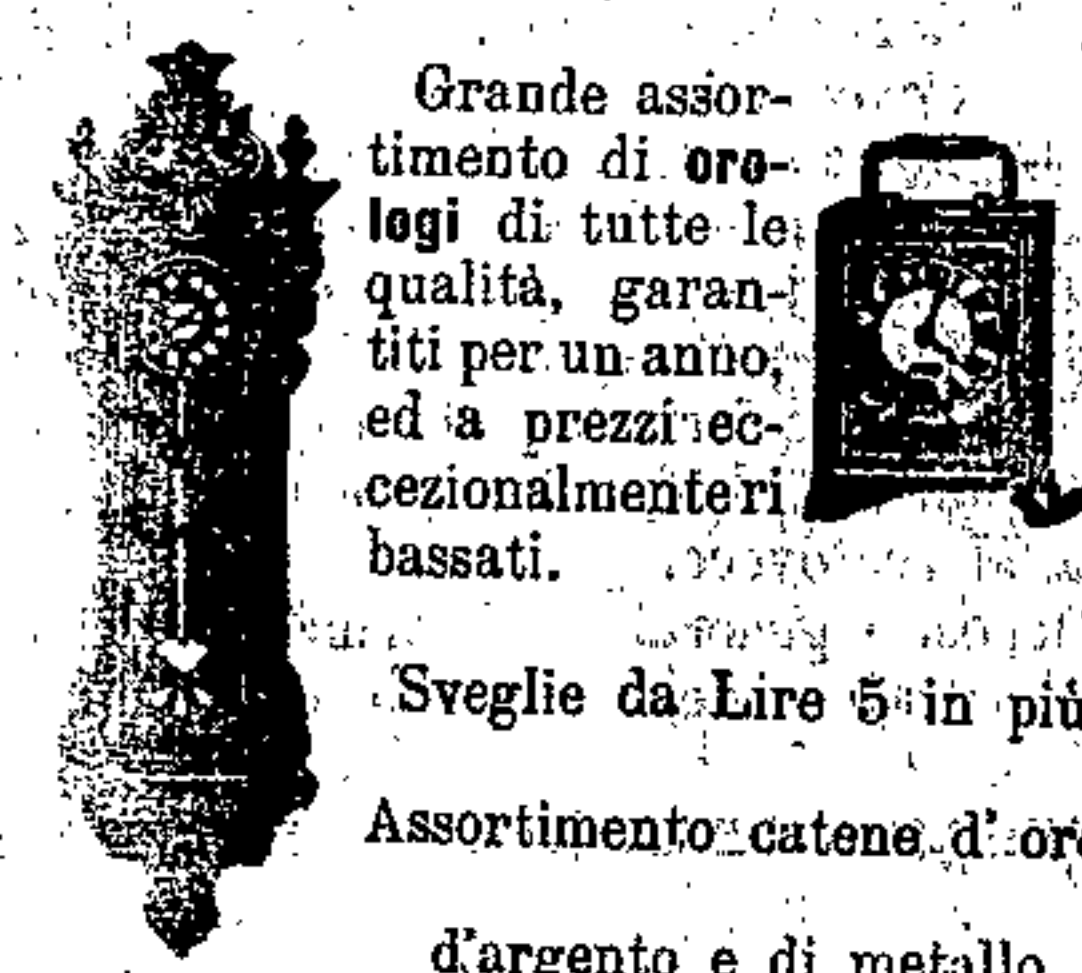 Grande assor-
timento di oro-
logi di tutte le
qualità, garan-
titi per un anno,
ed a prezzi ec-
cezionalmente ri
bassati.
Sveglie da Lire 5 in più
Assortimento catene d'oro
d'argento e di metallo